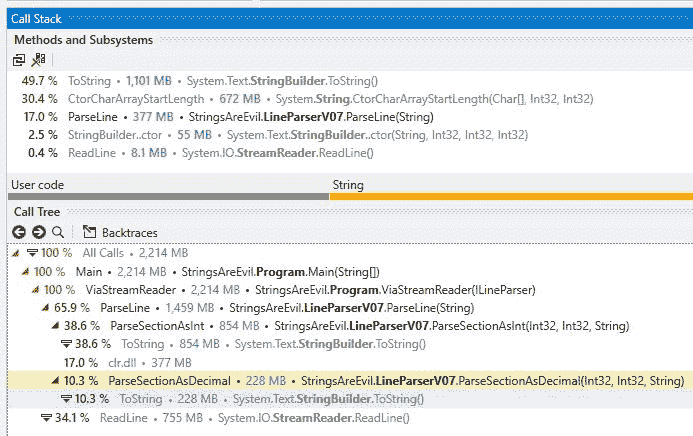 Call Stack
Methods and Subsystems
49.7 % ToString • 1,101 MB • System.Text.StringBuilder.ToString()
30.4 % CtorCharArrayStartLength • 672 MB • System.String.CtorCharArrayStartLength(Char[], Int32, Int32)
17.0 % ParseLine • 377 MB • StringsAreEvil.LineParserV07.ParseLine(String)
2.5 % StringBuilder..ctor • 55 MB • System.Text.StringBuilder..ctor(String, Int32, Int32, Int32)
0.4 % ReadLine • 8.1 MB • System.IO.StreamReader.ReadLine()
User code String
Call Tree
Backtraces
100 % All Calls • 2,214 MB
100 % Main • 2,214 MB • StringsAreEvil.Program.Main(String[])
100 % ViaStreamReader • 2,214 MB • StringsAreEvil.Program.ViaStreamReader(!LineParser)
65.9 % ParseLine • 1,459 MB • StringsAreEvil.LineParserV07.ParseLine(String)
38.6 % ParseSectionAsInt • 854 MB • StringsAreEvil.LineParserV07.ParseSectionAsInt(Int32, Int32, String)
38.6 % ToString • 854 MB • System.Text.StringBuilder.ToString()
17.0 % clr.dll • 377 MB
10.3 % ParseSectionAsDecimal • 228 MB • StringsAreEvil.LineParserV07.ParseSectionAsDecimal(Int32, Int32, String)
10.3 % ToString • 228 MB • System.Text.StringBuilder.ToString()
34.1 % ReadLine • 755 MB • System.IO.StreamReader.ReadLine()